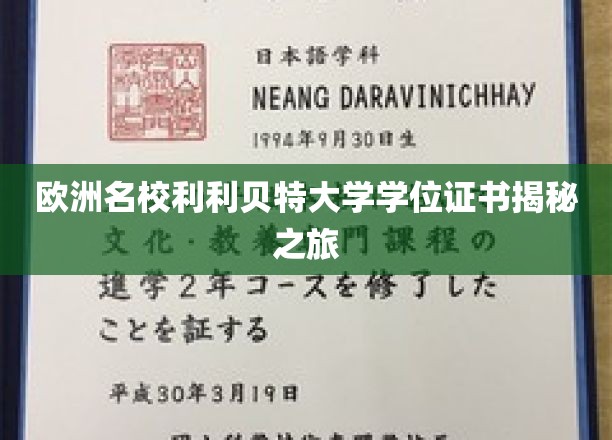 日本語学科
NEANG DARAVINICHHAY
1994年9月30日生
欧洲名校利利贝特大学学位证书揭秘
之旅
文化・教養専門課程の
進学2年コースを修了した
ことを証する
平成30年3月19日